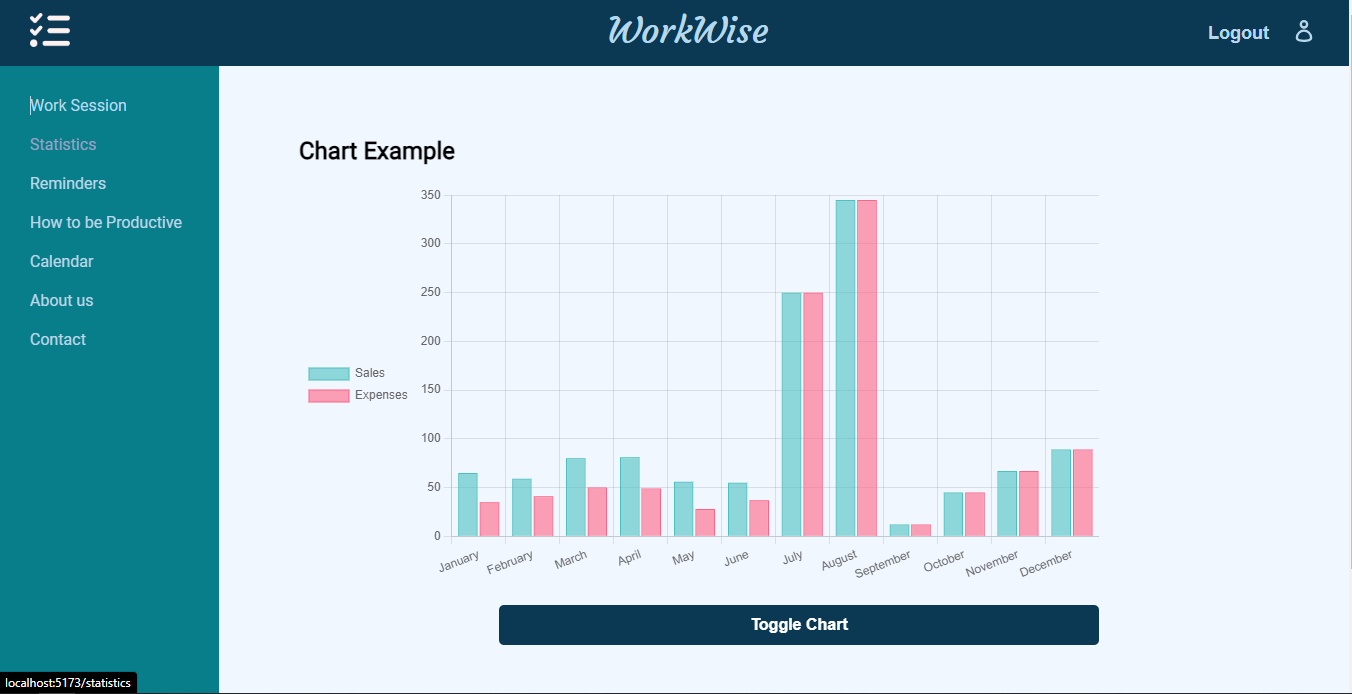 WorkWise
Logout
Work Session
Statistics
Reminders
How to be Productive
Calendar
About us
Contact
Chart Example
350
300
250
200
150
100
50
0
Sales
Expenses
January February March April May June July August September October November December
Toggle Chart
localhost:5173/statistics